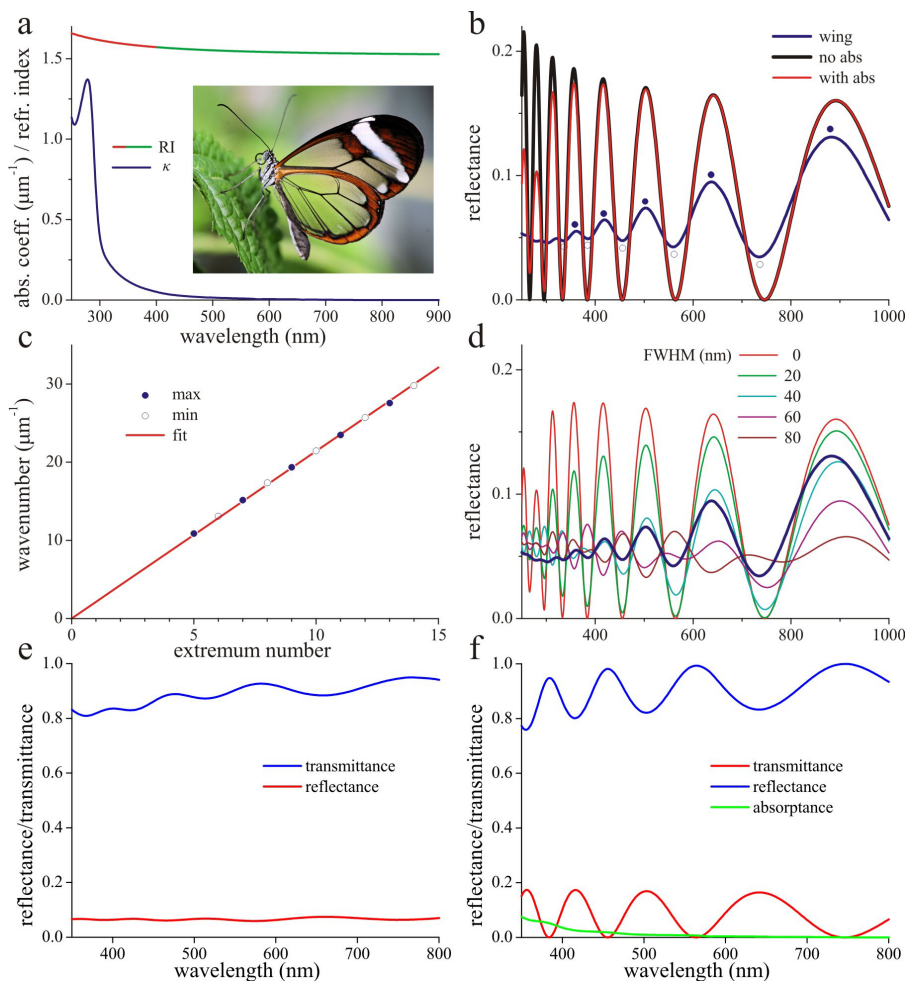 a
abs. coeff. (μm⁻¹) / refr. index
1.5
1.0
0.5
0.0
RI
κ
300 400 500 600 700 800 900
wavelength (nm)
b
reflectance
0.2
0.1
0.0
wing
no abs
with abs
400 600 800 1000
c
wavenumber (μm⁻¹)
30
20
10
0
max
min
fit
0 5 10 15
extremum number
d
reflectance
0.2
0.1
0.0
FWHM (nm)
0
20
40
60
80
400 600 800 1000
e
reflectance/transmittance
1.0
0.8
0.6
0.4
0.2
0.0
transmittance
reflectance
400 500 600 700 800
wavelength (nm)
f
reflectance/transmittance
1.0
0.8
0.6
0.4
0.2
0.0
transmittance
reflectance
absorptance
400 500 600 700 800
wavelength (nm)